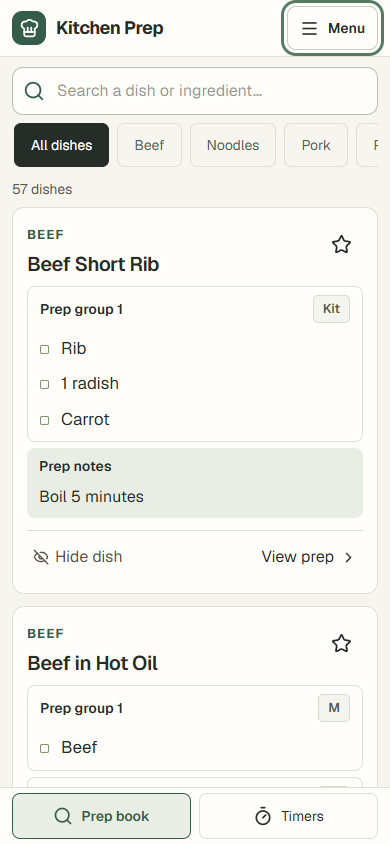 Kitchen Prep
Menu
Search a dish or ingredient...
All dishes
Beef
Noodles
Pork
57 dishes
BEEF
Beef Short Rib
Prep group 1
Kit
Rib
1 radish
Carrot
Prep notes
Boil 5 minutes
Hide dish
View prep
BEEF
Beef in Hot Oil
Prep group 1
M
Beef
Prep book
Timers